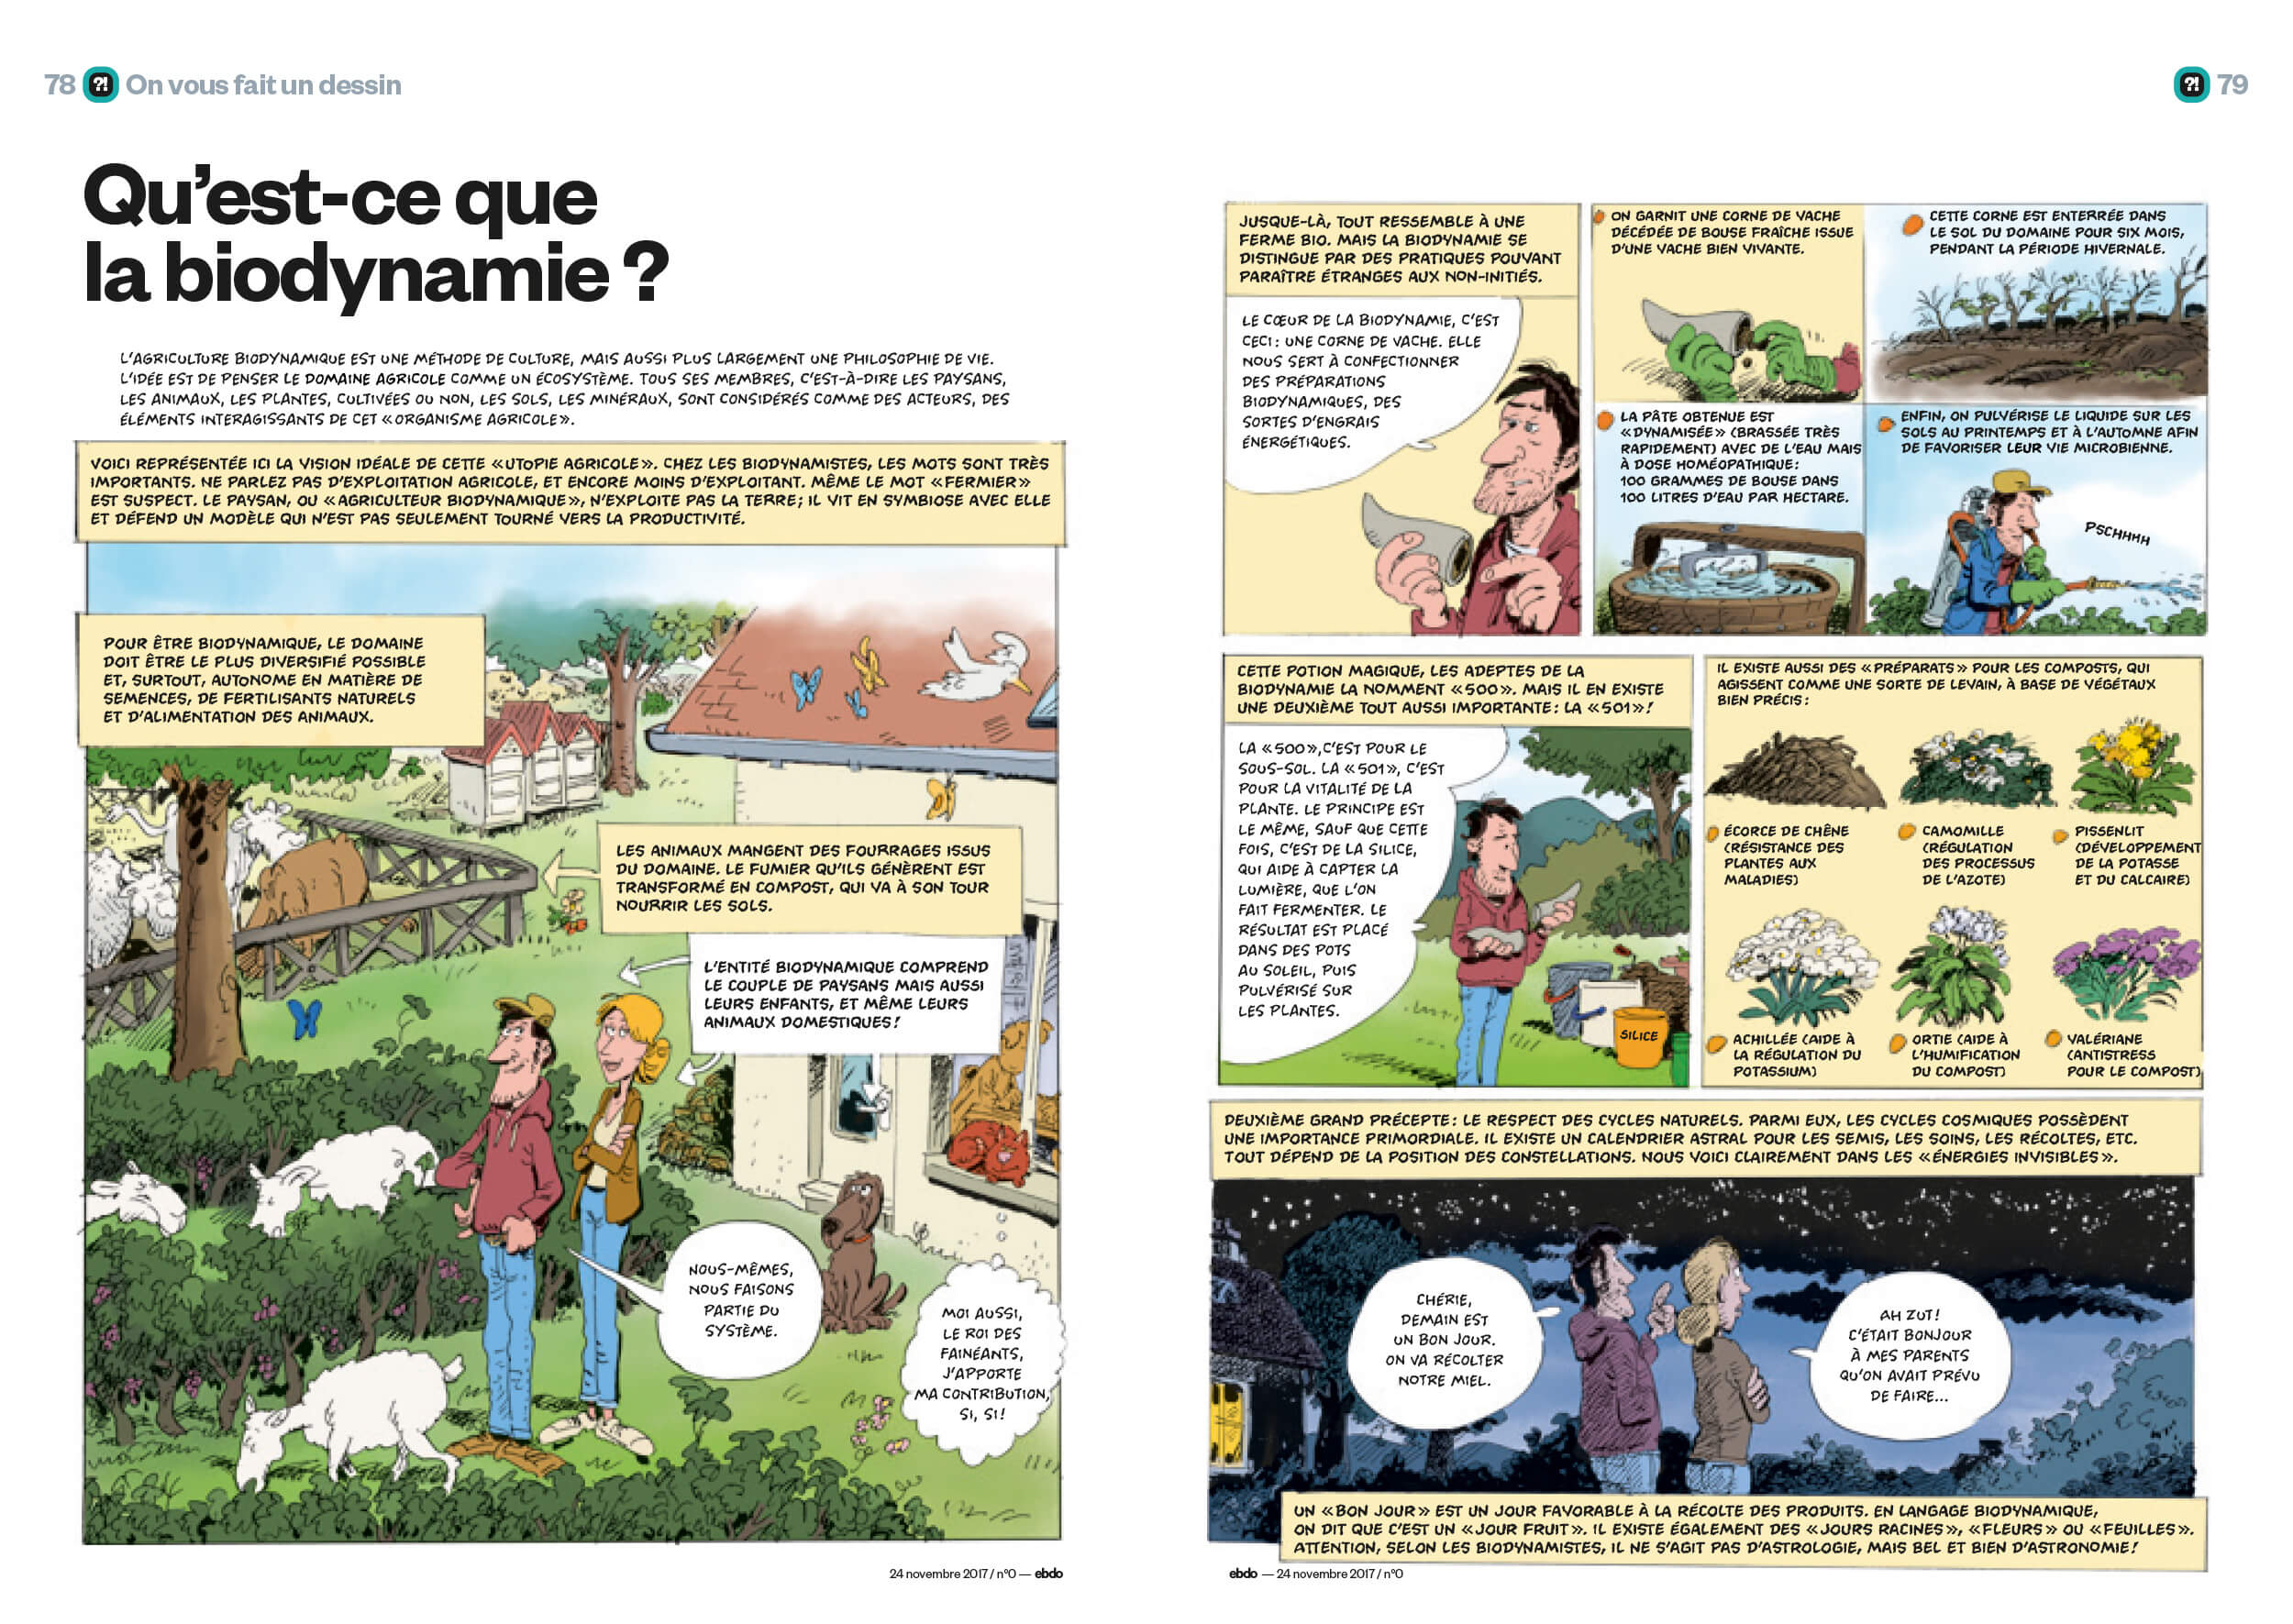 78 ?! On vous fait un dessin
Qu'est-ce que
la biodynamie ?
L'AGRICULTURE BIODYNAMIQUE EST UNE MÉTHODE DE CULTURE, MAIS AUSSI PLUS LARGEMENT UNE PHILOSOPHIE DE VIE.
L'IDÉE EST DE PENSER LE DOMAINE AGRICOLE COMME UN ÉCOSYSTÈME. TOUS SES MEMBRES, C'EST-À-DIRE LES PAYSANS,
LES ANIMAUX, LES PLANTES, CULTIVÉES OU NON, LES SOLS, LES MINÉRAUX, SONT CONSIDÉRÉS COMME DES ACTEURS, DES
ÉLÉMENTS INTERAGISSANTS DE CET « ORGANISME AGRICOLE ».
VOICI REPRÉSENTÉE ICI LA VISION IDÉALE DE CETTE « UTOPIE AGRICOLE ». CHEZ LES BIODYNAMISTES, LES MOTS SONT TRÈS
IMPORTANTS. NE PARLEZ PAS D'EXPLOITATION AGRICOLE, ET ENCORE MOINS D'EXPLOITANT. MÊME LE MOT « FERMIER »
EST SUSPECT. LE PAYSAN, OU « AGRICULTEUR BIODYNAMIQUE », N'EXPLOITE PAS LA TERRE ; IL VIT EN SYMBIOSE AVEC ELLE
ET DÉFEND UN MODÈLE QUI N'EST PAS SEULEMENT TOURNÉ VERS LA PRODUCTIVITÉ.
POUR ÊTRE BIODYNAMIQUE, LE DOMAINE
DOIT ÊTRE LE PLUS DIVERSIFIÉ POSSIBLE
ET, SURTOUT, AUTONOME EN MATIÈRE DE
SEMENCES, DE FERTILISANTS NATURELS
ET D'ALIMENTATION DES ANIMAUX.
LES ANIMAUX MANGENT DES FOURRAGES ISSUS
DU DOMAINE. LE FUMIER QU'ILS GÉNÈRENT EST
TRANSFORMÉ EN COMPOST, QUI VA À SON TOUR
NOURRIR LES SOLS.
L'ENTITÉ BIODYNAMIQUE COMPREND
LE COUPLE DE PAYSANS MAIS AUSSI
LEURS ENFANTS, ET MÊME LEURS
ANIMAUX DOMESTIQUES !
NOUS-MÊMES,
NOUS FAISONS
PARTIE DU
SYSTÈME.
MOI AUSSI,
LE ROI DES
FAINÉANTS,
J'APPORTE
MA CONTRIBUTION,
SI, SI !
24 novembre 2017 / n°0 — ebdo
?! 79
JUSQUE-LÀ, TOUT RESSEMBLE À UNE
FERME BIO. MAIS LA BIODYNAMIE SE
DISTINGUE PAR DES PRATIQUES POUVANT
PARAÎTRE ÉTRANGES AUX NON-INITIÉS.
LE CŒUR DE LA BIODYNAMIE, C'EST
CECI : UNE CORNE DE VACHE. ELLE
NOUS SERT À CONFECTIONNER
DES PRÉPARATIONS
BIODYNAMIQUES, DES
SORTES D'ENGRAIS
ÉNERGÉTIQUES.
ON GARNIT UNE CORNE DE VACHE
DÉCÉDÉE DE BOUSE FRAÎCHE ISSUE
D'UNE VACHE BIEN VIVANTE.
CETTE CORNE EST ENTERRÉE DANS
LE SOL DU DOMAINE POUR SIX MOIS,
PENDANT LA PÉRIODE HIVERNALE.
LA PÂTE OBTENUE EST
« DYNAMISÉE » (BRASSÉE TRÈS
RAPIDEMENT) AVEC DE L'EAU MAIS
À DOSE HOMÉOPATHIQUE :
100 GRAMMES DE BOUSE DANS
100 LITRES D'EAU PAR HECTARE.
ENFIN, ON PULVÉRISE LE LIQUIDE SUR LES
SOLS AU PRINTEMPS ET À L'AUTOMNE AFIN
DE FAVORISER LEUR VIE MICROBIENNE.
PSCHHHH
CETTE POTION MAGIQUE, LES ADEPTES DE LA
BIODYNAMIE LA NOMMENT « 500 ». MAIS IL EN EXISTE
UNE DEUXIÈME TOUT AUSSI IMPORTANTE : LA « 501 » !
LA « 500 »,C'EST POUR LE
SOUS-SOL. LA « 501 », C'EST
POUR LA VITALITÉ DE LA
PLANTE. LE PRINCIPE EST
LE MÊME, SAUF QUE CETTE
FOIS, C'EST DE LA SILICE,
QUI AIDE À CAPTER LA
LUMIÈRE, QUE L'ON
FAIT FERMENTER. LE
RÉSULTAT EST PLACÉ
DANS DES POTS
AU SOLEIL, PUIS
PULVÉRISÉ SUR
LES PLANTES.
SILICE
IL EXISTE AUSSI DES « PRÉPARATS » POUR LES COMPOSTS, QUI
AGISSENT COMME UNE SORTE DE LEVAIN, À BASE DE VÉGÉTAUX
BIEN PRÉCIS :
ÉCORCE DE CHÊNE
(RÉSISTANCE DES
PLANTES AUX
MALADIES)
CAMOMILLE
(RÉGULATION
DES PROCESSUS
DE L'AZOTE)
PISSENLIT
(DÉVELOPPEMENT
DE LA POTASSE
ET DU CALCAIRE)
ACHILLÉE (AIDE À
LA RÉGULATION DU
POTASSIUM)
ORTIE (AIDE À
L'HUMIFICATION
DU COMPOST)
VALÉRIANE
(ANTISTRESS
POUR LE COMPOST)
DEUXIÈME GRAND PRÉCEPTE : LE RESPECT DES CYCLES NATURELS. PARMI EUX, LES CYCLES COSMIQUES POSSÈDENT
UNE IMPORTANCE PRIMORDIALE. IL EXISTE UN CALENDRIER ASTRAL POUR LES SEMIS, LES SOINS, LES RÉCOLTES, ETC.
TOUT DÉPEND DE LA POSITION DES CONSTELLATIONS. NOUS VOICI CLAIREMENT DANS LES « ÉNERGIES INVISIBLES ».
CHÉRIE,
DEMAIN EST
UN BON JOUR.
ON VA RÉCOLTER
NOTRE MIEL.
AH ZUT !
C'ÉTAIT BONJOUR
À MES PARENTS
QU'ON AVAIT PRÉVU
DE FAIRE...
UN « BON JOUR » EST UN JOUR FAVORABLE À LA RÉCOLTE DES PRODUITS. EN LANGAGE BIODYNAMIQUE,
ON DIT QUE C'EST UN « JOUR FRUIT ». IL EXISTE ÉGALEMENT DES « JOURS RACINES », « FLEURS » OU « FEUILLES ».
ATTENTION, SELON LES BIODYNAMISTES, IL NE S'AGIT PAS D'ASTROLOGIE, MAIS BEL ET BIEN D'ASTRONOMIE !
ebdo — 24 novembre 2017 / n°0